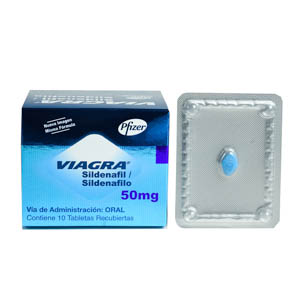 Nueva Imagen
Misma Fórmula
Pfizer
VIAGRA®
Sildenafil /
Sildenafilo
50mg
Vía de Administración: ORAL
Contiene 10 Tabletas Recubiertas